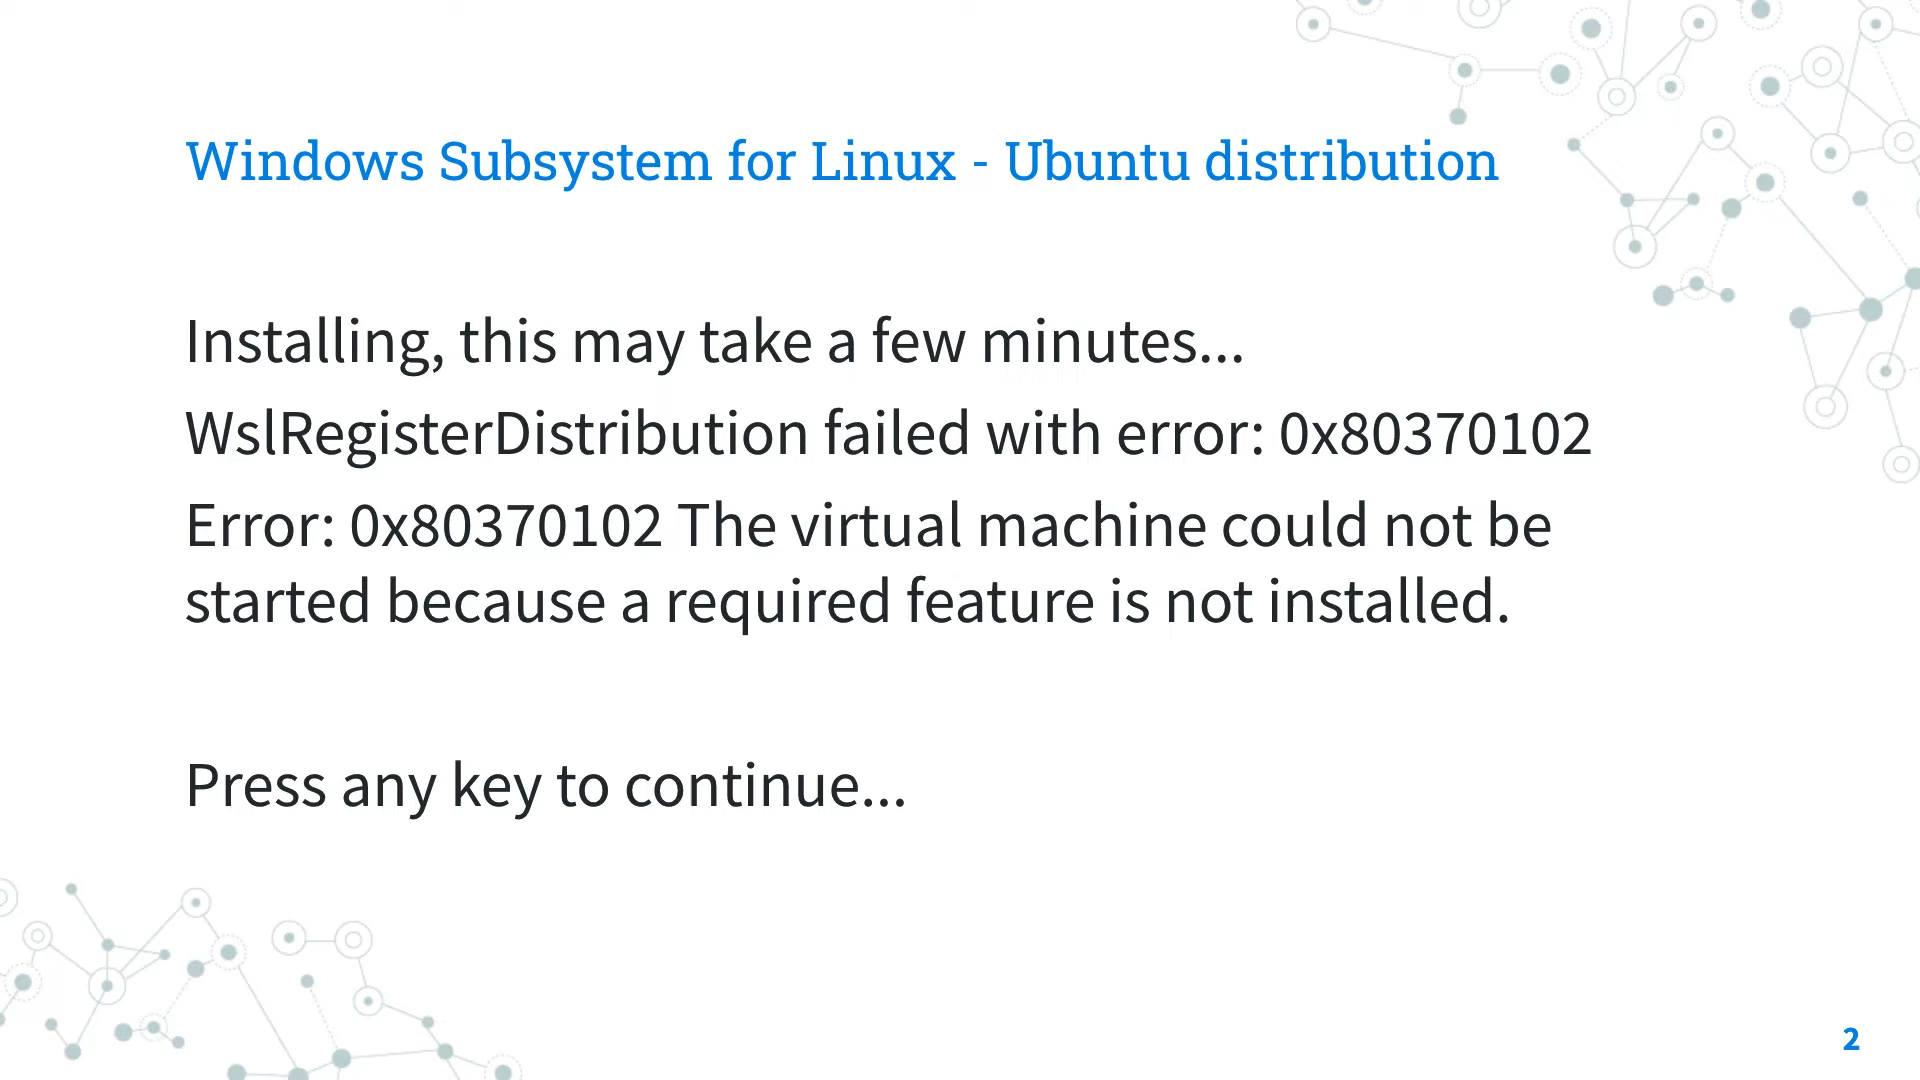 Windows Subsystem for Linux - Ubuntu distribution
Installing, this may take a few minutes...
WslRegisterDistribution failed with error: 0x80370102
Error: 0x80370102 The virtual machine could not be
started because a required feature is not installed.
Press any key to continue...
2